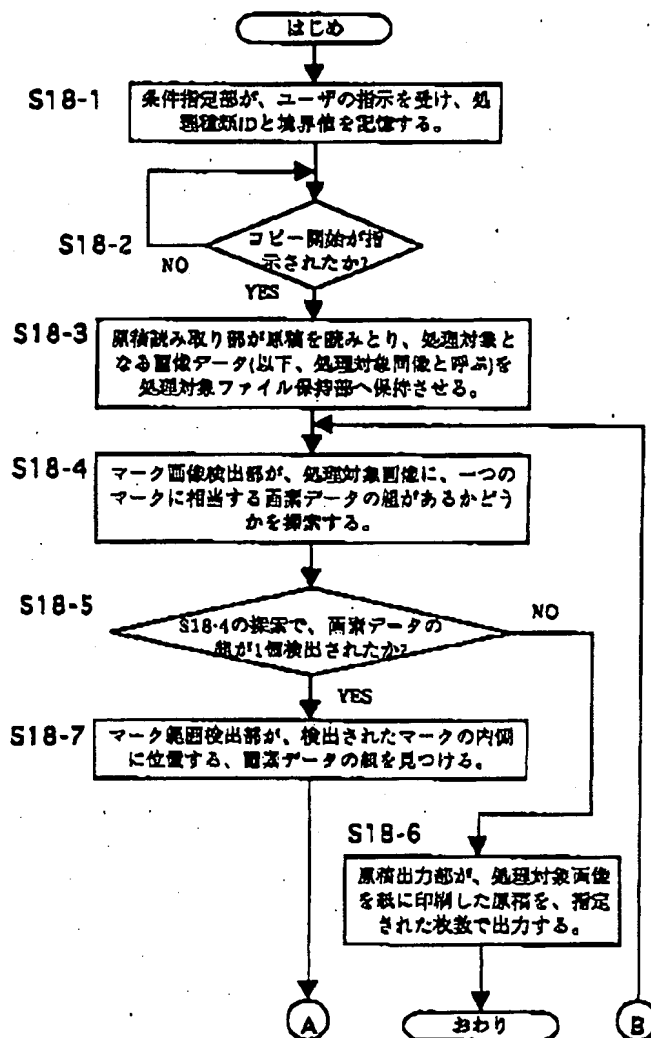 はじめ
S18-1
条件指定部が、ユーザの指示を受け、処
理種類IDと境界値を記憶する。
S18-2
コピー開始が指
示されたか?
NO
YES
S18-3
原稿読み取り部が原稿を読みとり、処理対象と
なる画像データ(以下、処理対象画像と呼ぶ)を
処理対象ファイル保持部へ保持させる。
S18-4
マーク画像検出部が、処理対象画像に、一つの
マークに相当する画素データの組があるかどう
かを探索する。
S18-5
S18-4の探索で、画素データの
組が1個検出されたか?
NO
YES
S18-7
マーク範囲検出部が、検出されたマークの内側
に位置する、画素データの組を見つける。
S18-6
原稿出力部が、処理対象画像
を紙に印刷した原稿を、指定
された枚数で出力する。
A
おわり
B